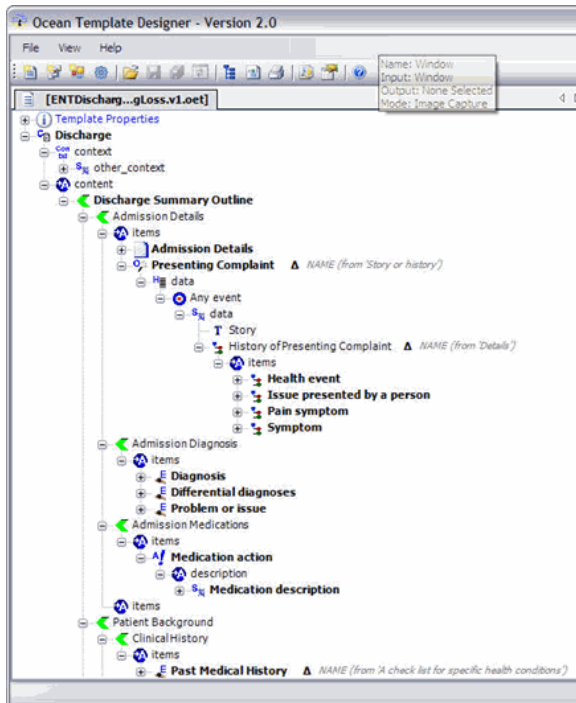 Ocean Template Designer - Version 2.0
File View Help
Name: Window
Input: Window
Output: None Selected
Mode: Image Capture
[ENTDischarg...gLoss.v1.oet]
Template Properties
Discharge
context
other_context
content
Discharge Summary Outline
Admission Details
items
Admission Details
Presenting Complaint Δ NAME (from 'Story or history')
data
Any event
data
T Story
History of Presenting Complaint Δ NAME (from 'Details')
items
Health event
Issue presented by a person
Pain symptom
Symptom
Admission Diagnosis
items
Diagnosis
Differential diagnoses
Problem or issue
Admission Medications
items
Medication action
description
Medication description
items
Patient Background
Clinical History
items
Past Medical History Δ NAME (from 'A check list for specific health conditions')